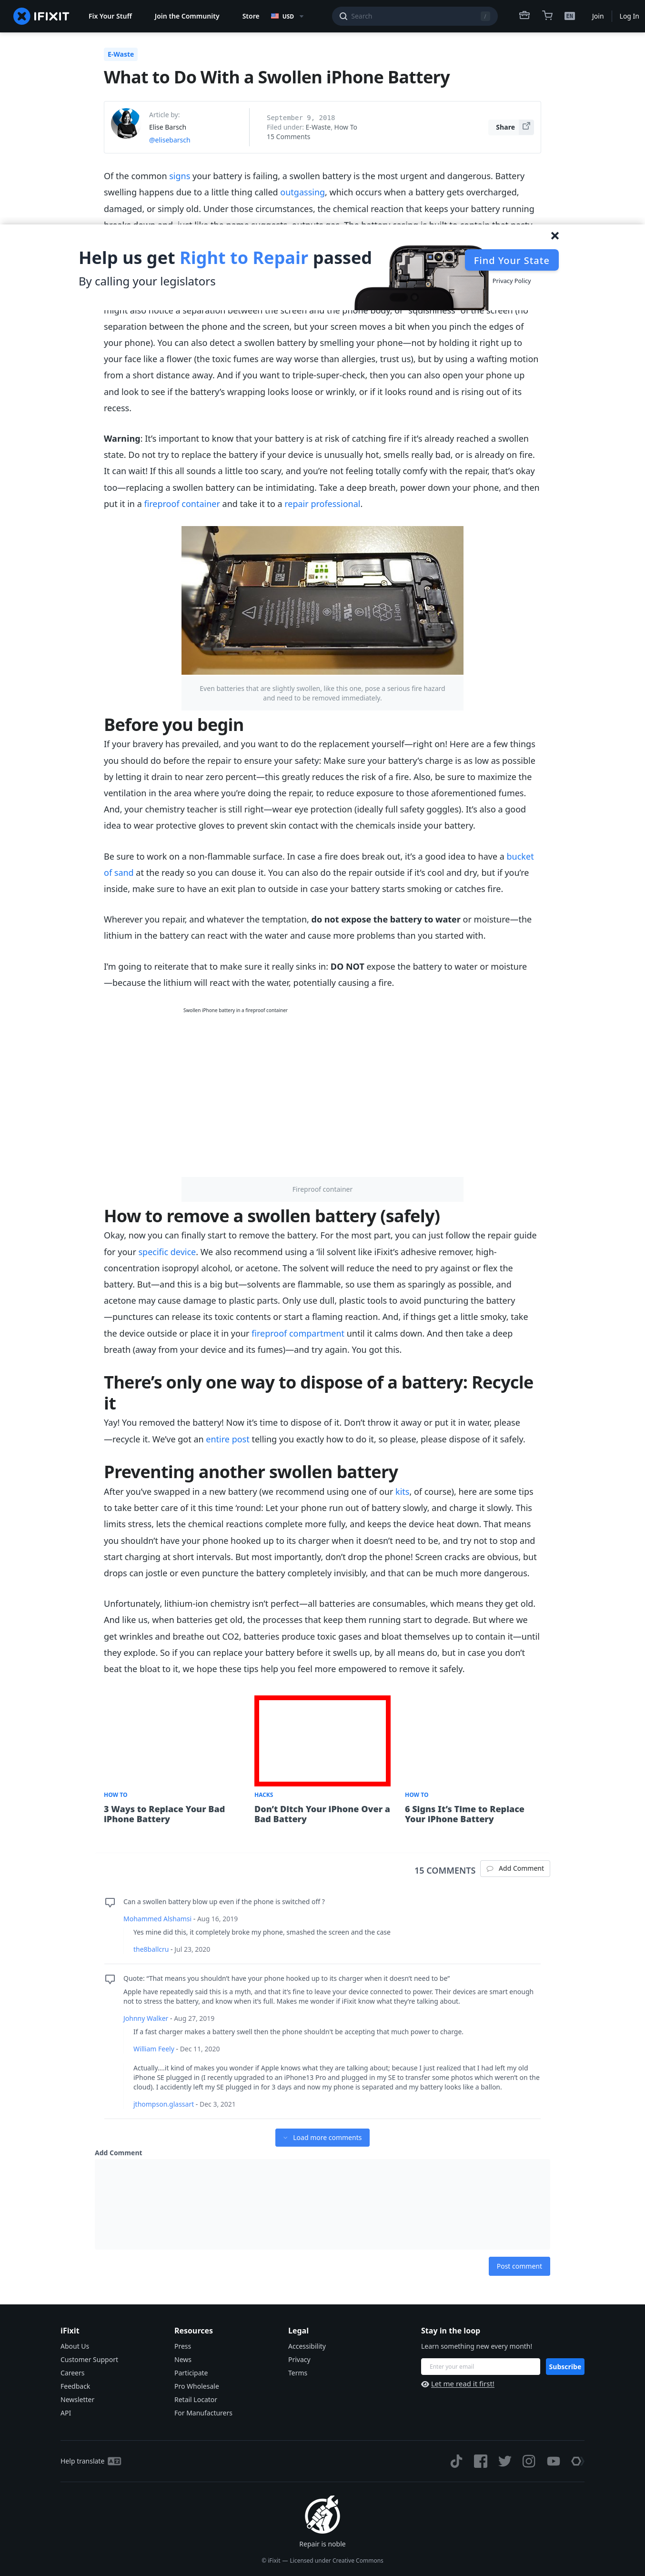 IFIXIT
Fix Your Stuff
Join the Community
Store
USD
Search
/
EN
Join
Log In
E-Waste
What to Do With a Swollen iPhone Battery
Article by:
Elise Barsch
@elisebarsch
September 9, 2018
Filed under: E-Waste, How To
15 Comments
Share
Of the common signs your battery is failing, a swollen battery is the most urgent and dangerous. Battery
swelling happens due to a little thing called outgassing, which occurs when a battery gets overcharged,
damaged, or simply old. Under those circumstances, the chemical reaction that keeps your battery running
Help us get Right to Repair passed
By calling your legislators
Find Your State
Privacy Policy
might also notice a separation between the screen and the phone body, or "squishiness" of the screen (no
separation between the phone and the screen, but your screen moves a bit when you pinch the edges of
your phone). You can also detect a swollen battery by smelling your phone—not by holding it right up to
your face like a flower (the toxic fumes are way worse than allergies, trust us), but by using a wafting motion
from a short distance away. And if you want to triple-super-check, then you can also open your phone up
and look to see if the battery's wrapping looks loose or wrinkly, or if it looks round and is rising out of its
recess.
Warning: It's important to know that your battery is at risk of catching fire if it's already reached a swollen
state. Do not try to replace the battery if your device is unusually hot, smells really bad, or is already on fire.
It can wait! If this all sounds a little too scary, and you're not feeling totally comfy with the repair, that's okay
too—replacing a swollen battery can be intimidating. Take a deep breath, power down your phone, and then
put it in a fireproof container and take it to a repair professional.
Even batteries that are slightly swollen, like this one, pose a serious fire hazard
and need to be removed immediately.
Before you begin
If your bravery has prevailed, and you want to do the replacement yourself—right on! Here are a few things
you should do before the repair to ensure your safety: Make sure your battery's charge is as low as possible
by letting it drain to near zero percent—this greatly reduces the risk of a fire. Also, be sure to maximize the
ventilation in the area where you're doing the repair, to reduce exposure to those aforementioned fumes.
And, your chemistry teacher is still right—wear eye protection (ideally full safety goggles). It's also a good
idea to wear protective gloves to prevent skin contact with the chemicals inside your battery.
Be sure to work on a non-flammable surface. In case a fire does break out, it's a good idea to have a bucket
of sand at the ready so you can douse it. You can also do the repair outside if it's cool and dry, but if you're
inside, make sure to have an exit plan to outside in case your battery starts smoking or catches fire.
Wherever you repair, and whatever the temptation, do not expose the battery to water or moisture—the
lithium in the battery can react with the water and cause more problems than you started with.
I'm going to reiterate that to make sure it really sinks in: DO NOT expose the battery to water or moisture
—because the lithium will react with the water, potentially causing a fire.
Swollen iPhone battery in a fireproof container
Fireproof container
How to remove a swollen battery (safely)
Okay, now you can finally start to remove the battery. For the most part, you can just follow the repair guide
for your specific device. We also recommend using a 'lil solvent like iFixit's adhesive remover, high-
concentration isopropyl alcohol, or acetone. The solvent will reduce the need to pry against or flex the
battery. But—and this is a big but—solvents are flammable, so use them as sparingly as possible, and
acetone may cause damage to plastic parts. Only use dull, plastic tools to avoid puncturing the battery
—punctures can release its toxic contents or start a flaming reaction. And, if things get a little smoky, take
the device outside or place it in your fireproof compartment until it calms down. And then take a deep
breath (away from your device and its fumes)—and try again. You got this.
There's only one way to dispose of a battery: Recycle
it
Yay! You removed the battery! Now it's time to dispose of it. Don't throw it away or put it in water, please
—recycle it. We've got an entire post telling you exactly how to do it, so please, please dispose of it safely.
Preventing another swollen battery
After you've swapped in a new battery (we recommend using one of our kits, of course), here are some tips
to take better care of it this time 'round: Let your phone run out of battery slowly, and charge it slowly. This
limits stress, lets the chemical reactions complete more fully, and keeps the device heat down. That means
you shouldn't have your phone hooked up to its charger when it doesn't need to be, and try not to stop and
start charging at short intervals. But most importantly, don't drop the phone! Screen cracks are obvious, but
drops can jostle or even puncture the battery completely invisibly, and that can be much more dangerous.
Unfortunately, lithium-ion chemistry isn't perfect—all batteries are consumables, which means they get old.
And like us, when batteries get old, the processes that keep them running start to degrade. But where we
get wrinkles and breathe out CO2, batteries produce toxic gases and bloat themselves up to contain it—until
they explode. So if you can replace your battery before it swells up, by all means do, but in case you don't
beat the bloat to it, we hope these tips help you feel more empowered to remove it safely.
HOW TO
3 Ways to Replace Your Bad
iPhone Battery
HACKS
Don't Ditch Your iPhone Over a
Bad Battery
HOW TO
6 Signs It's Time to Replace
Your iPhone Battery
15 COMMENTS
Add Comment
Can a swollen battery blow up even if the phone is switched off ?
Mohammed Alshamsi - Aug 16, 2019
Yes mine did this, it completely broke my phone, smashed the screen and the case
the8ballcru - Jul 23, 2020
Quote: "That means you shouldn't have your phone hooked up to its charger when it doesn't need to be"
Apple have repeatedly said this is a myth, and that it's fine to leave your device connected to power. Their devices are smart enough
not to stress the battery, and know when it's full. Makes me wonder if iFixit know what they're talking about.
Johnny Walker - Aug 27, 2019
If a fast charger makes a battery swell then the phone shouldn't be accepting that much power to charge.
William Feely - Dec 11, 2020
Actually....it kind of makes you wonder if Apple knows what they are talking about; because I just realized that I had left my old
iPhone SE plugged in (I recently upgraded to an iPhone13 Pro and plugged in my SE to transfer some photos which weren't on the
cloud). I accidently left my SE plugged in for 3 days and now my phone is separated and my battery looks like a ballon.
jthompson.glassart - Dec 3, 2021
Load more comments
Add Comment
Post comment
iFixit
About Us
Customer Support
Careers
Feedback
Newsletter
API
Resources
Press
News
Participate
Pro Wholesale
Retail Locator
For Manufacturers
Legal
Accessibility
Privacy
Terms
Stay in the loop
Learn something new every month!
Enter your email
Subscribe
Let me read it first!
Help translate
Repair is noble
© iFixit — Licensed under Creative Commons